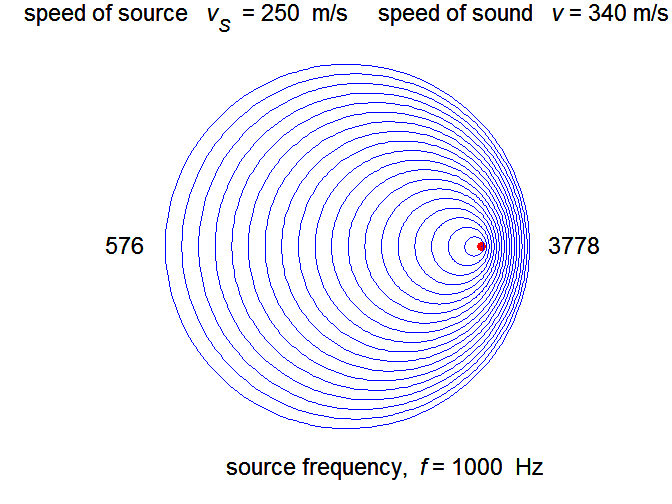 speed of source v_S = 250 m/s speed of sound v = 340 m/s
576
3778
source frequency, f = 1000 Hz